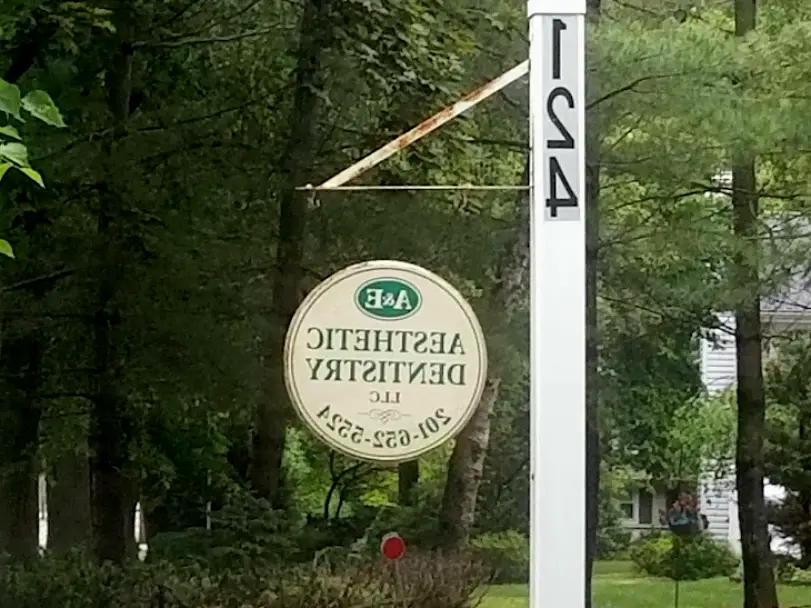 124
A&E
AESTHETIC
DENTISTRY
LLC
201-652-5524